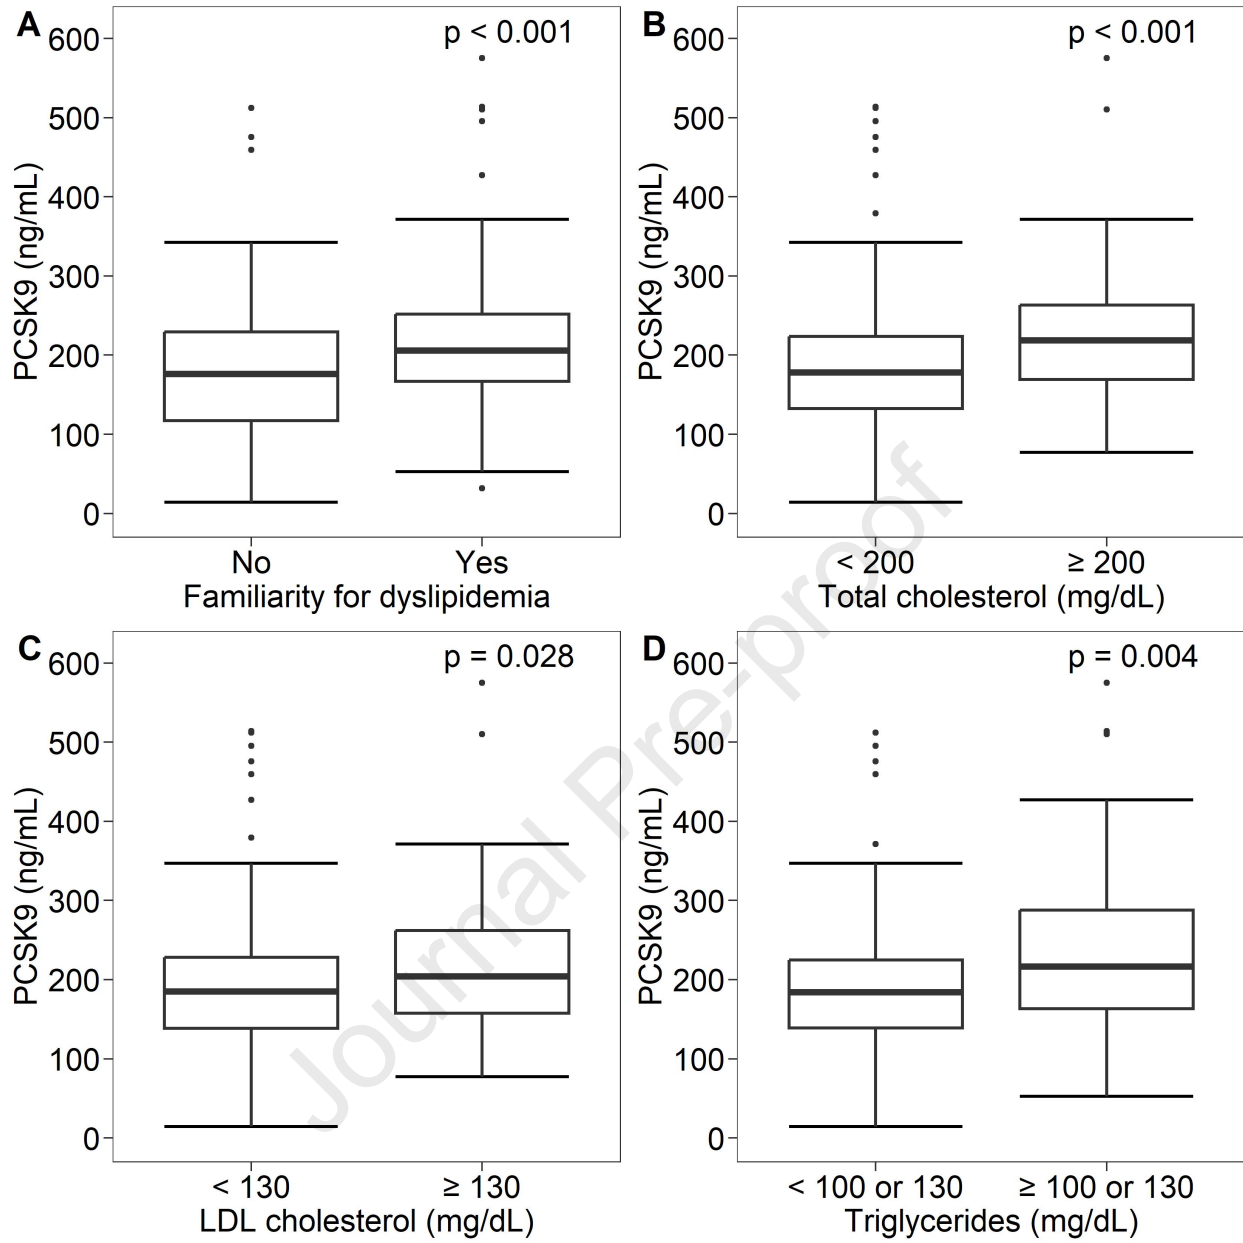 A
p < 0.001
600
500
400
300
200
100
0
PCSK9 (ng/mL)
No Yes
Familiarity for dyslipidemia
B
p < 0.001
600
500
400
300
200
100
0
PCSK9 (ng/mL)
< 200 ≥ 200
Total cholesterol (mg/dL)
C
p = 0.028
600
500
400
300
200
100
0
PCSK9 (ng/mL)
< 130 ≥ 130
LDL cholesterol (mg/dL)
D
p = 0.004
600
500
400
300
200
100
0
PCSK9 (ng/mL)
< 100 or 130 ≥ 100 or 130
Triglycerides (mg/dL)
Journal Pre-proof